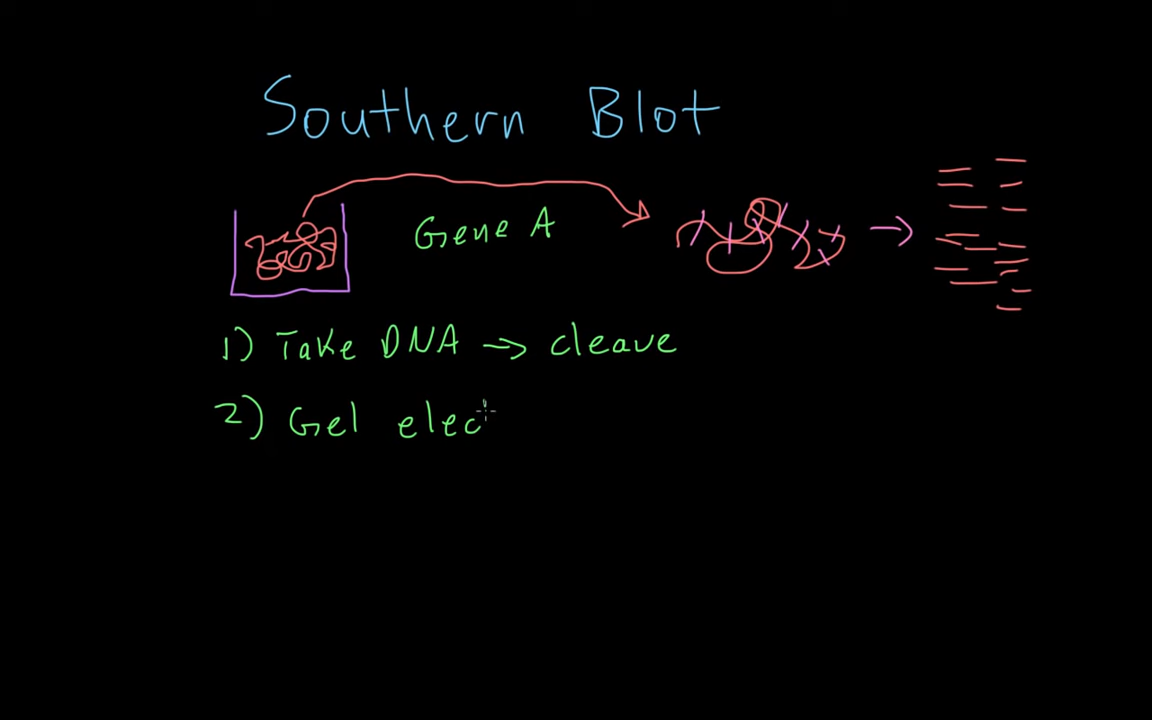 Southern Blot
Gene A
1) Take DNA → cleave
2) Gel elec